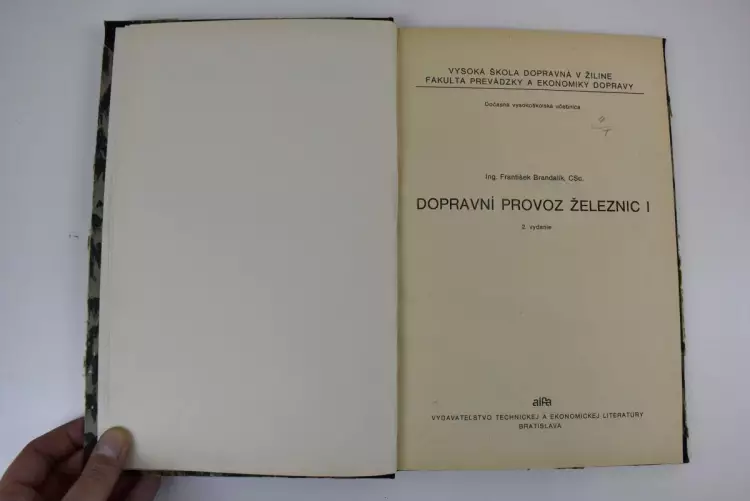 VYSOKÁ ŠKOLA DOPRAVNÁ V ŽILINE
FAKULTA PREVÁDZKY A EKONOMIKY DOPRAVY
Dočasná vysokoškolská učebnica
Ing. František Brandalík, CSc.
DOPRAVNÍ PROVOZ ŽELEZNIC I
2. vydanie
alfa
VYDAVATEĽSTVO TECHNICKEJ A EKONOMICKEJ LITERATÚRY
BRATISLAVA